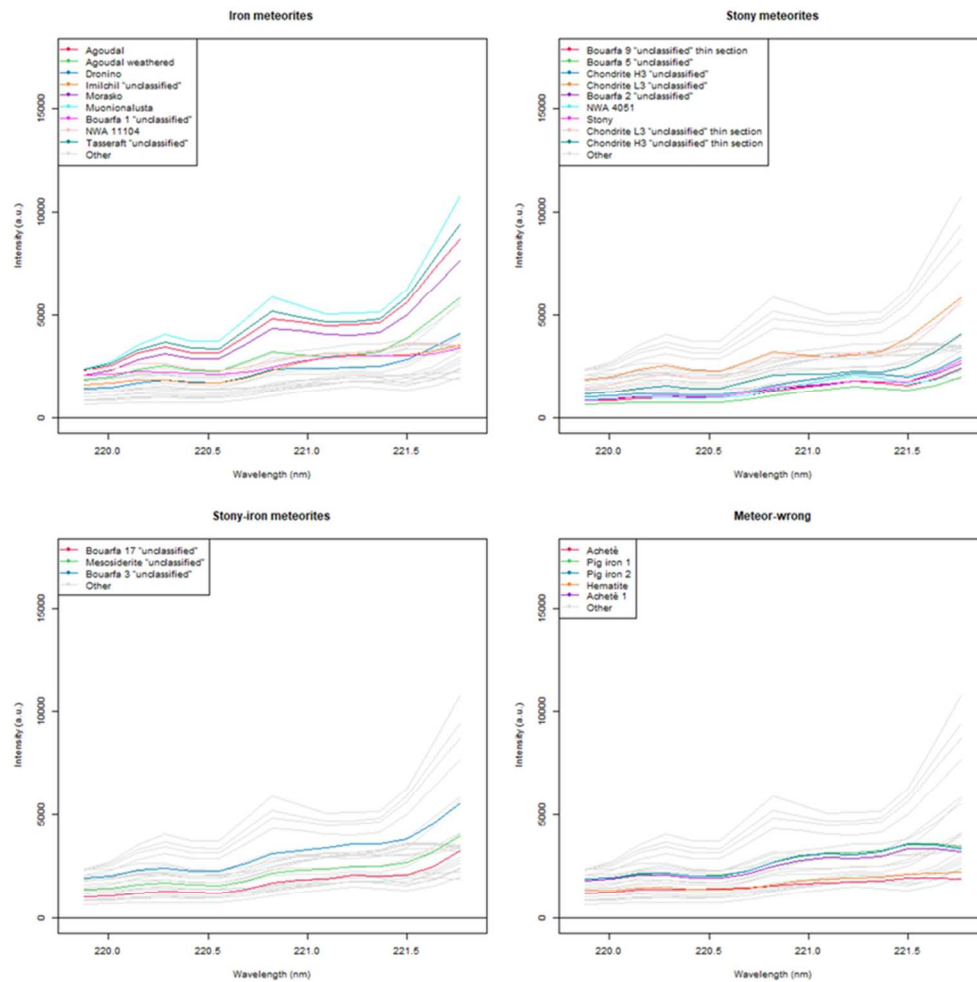 Iron meteorites
Agoudal
Agoudal weathered
Dronino
Imilchil "unclassified"
Morasko
Muonionalusta
Bouarfa 1 "unclassified"
NWA 11104
Tasseraft "unclassified"
Other
Intensity (a.u.)
0
5000
10000
15000
220.0
220.5
221.0
221.5
Wavelength (nm)
Stony meteorites
Bouarfa 9 "unclassified" thin section
Bouarfa 5 "unclassified"
Chondrite H3 "unclassified"
Chondrite L3 "unclassified"
Bouarfa 2 "unclassified"
NWA 4051
Stony
Chondrite L3 "unclassified" thin section
Chondrite H3 "unclassified" thin section
Other
Intensity (a.u.)
0
5000
10000
15000
220.0
220.5
221.0
221.5
Wavelength (nm)
Stony-iron meteorites
Bouarfa 17 "unclassified"
Mesosiderite "unclassified"
Bouarfa 3 "unclassified"
Other
Intensity (a.u.)
0
5000
10000
15000
220.0
220.5
221.0
221.5
Wavelength (nm)
Meteor-wrong
Achetè
Pig iron 1
Pig iron 2
Hematite
Achetè 1
Other
Intensity (a.u.)
0
5000
10000
15000
220.0
220.5
221.0
221.5
Wavelength (nm)